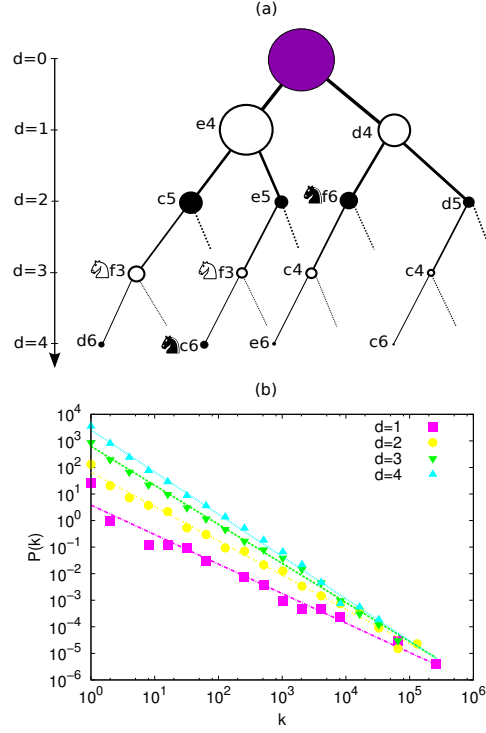 (a)
d=0
d=1
e4
d4
d=2
c5
e5
♞f6
d5
d=3
♘f3
♘f3
c4
c4
d=4
d6
♞c6
e6
c6
(b)
P(k)
10^4
10^3
10^2
10^1
10^0
10^-1
10^-2
10^-3
10^-4
10^-5
10^-6
d=1
d=2
d=3
d=4
10^0
10^1
10^2
10^3
10^4
10^5
10^6
k